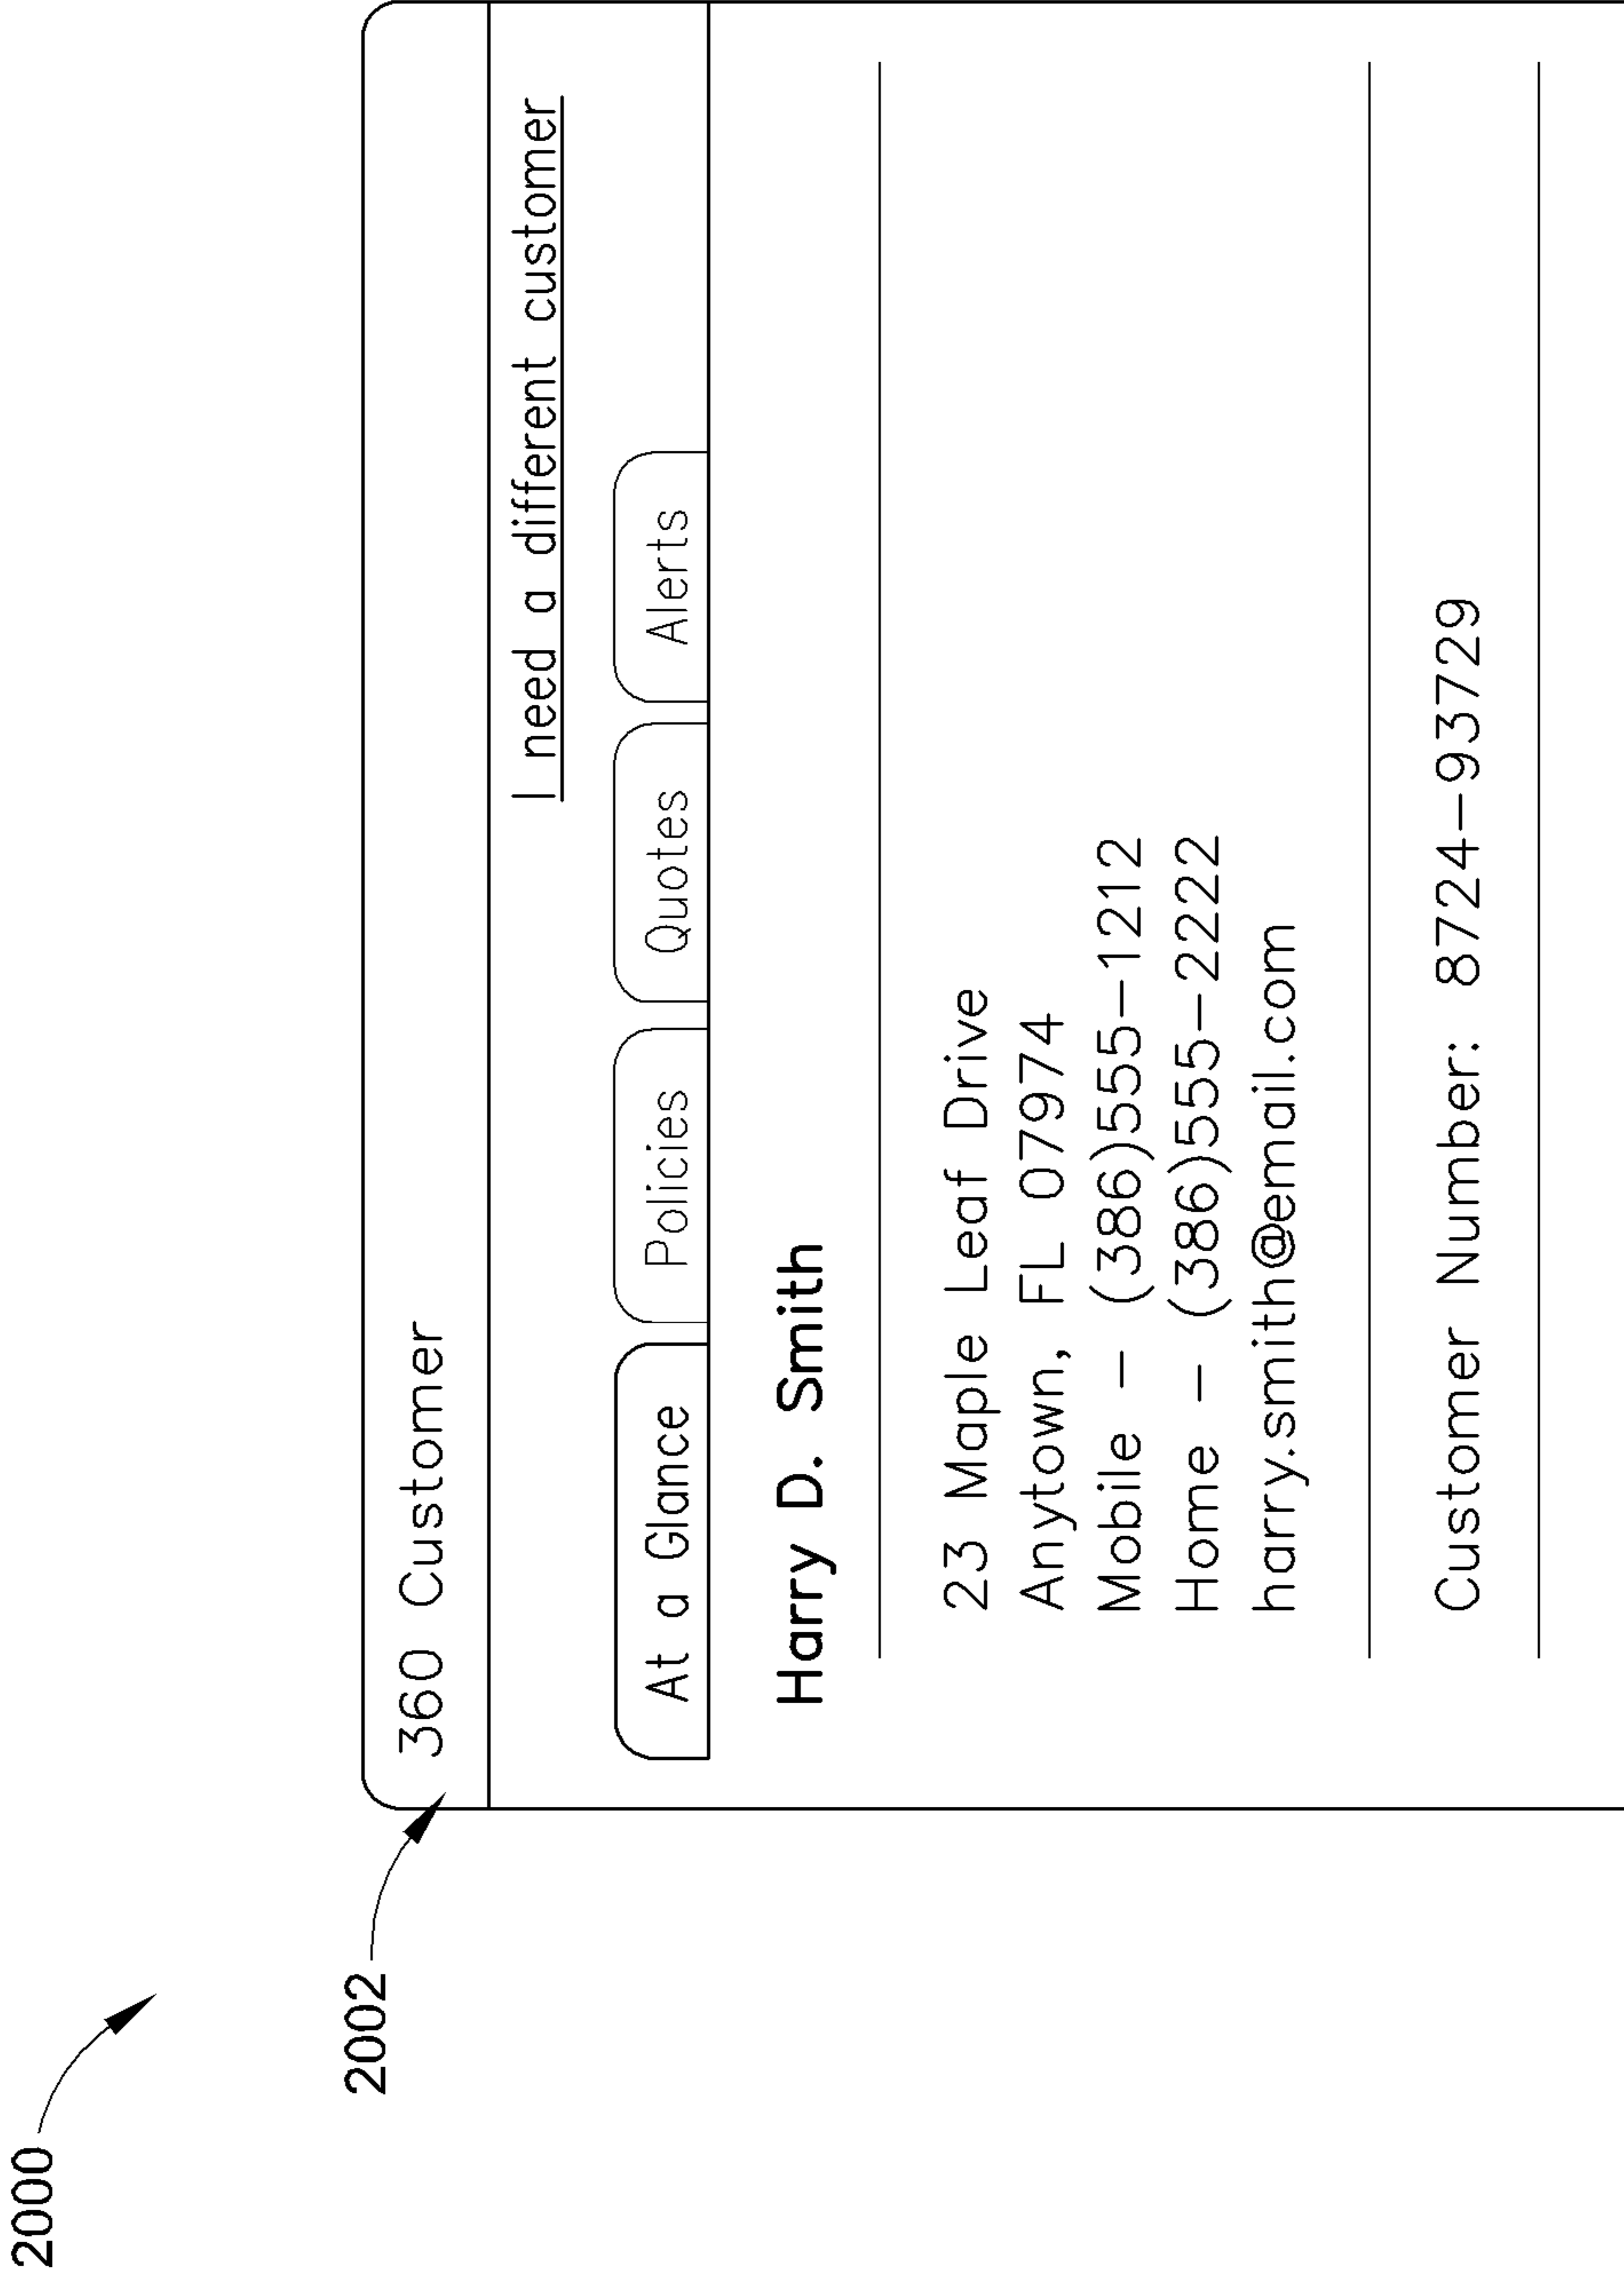 2000
2002
360 Customer
I need a different customer
At a Glance
Policies
Quotes
Alerts
Harry D. Smith
23 Maple Leaf Drive
Anytown, FL 07974
Mobile - (386)555-1212
Home - (386)555-2222
harry.smith@email.com
Customer Number: 8724-93729